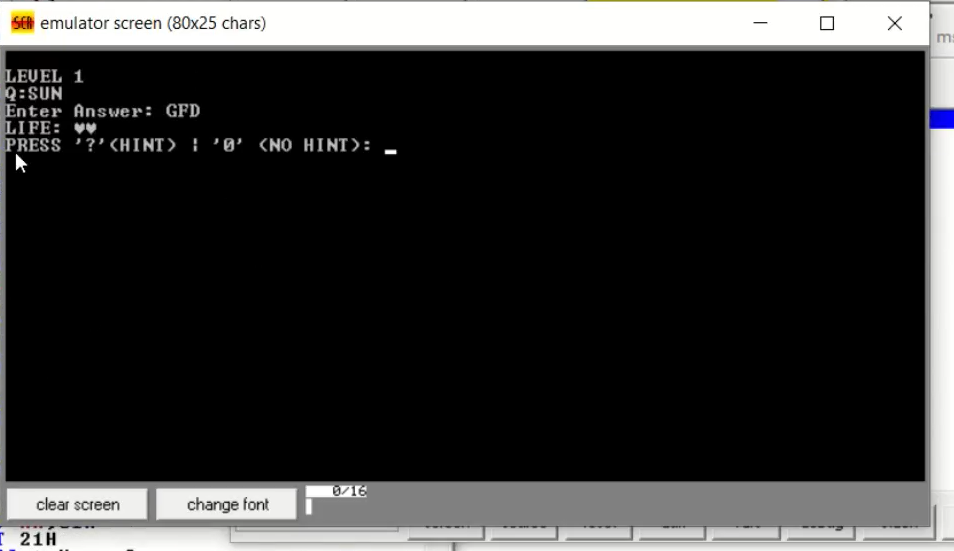 SCR emulator screen (80x25 chars)
LEVEL 1
Q:SUN
Enter Answer: GFD
LIFE: ♥♥
PRESS '?'(HINT) | '0' (NO HINT): _
clear screen
change font
0/16
21H